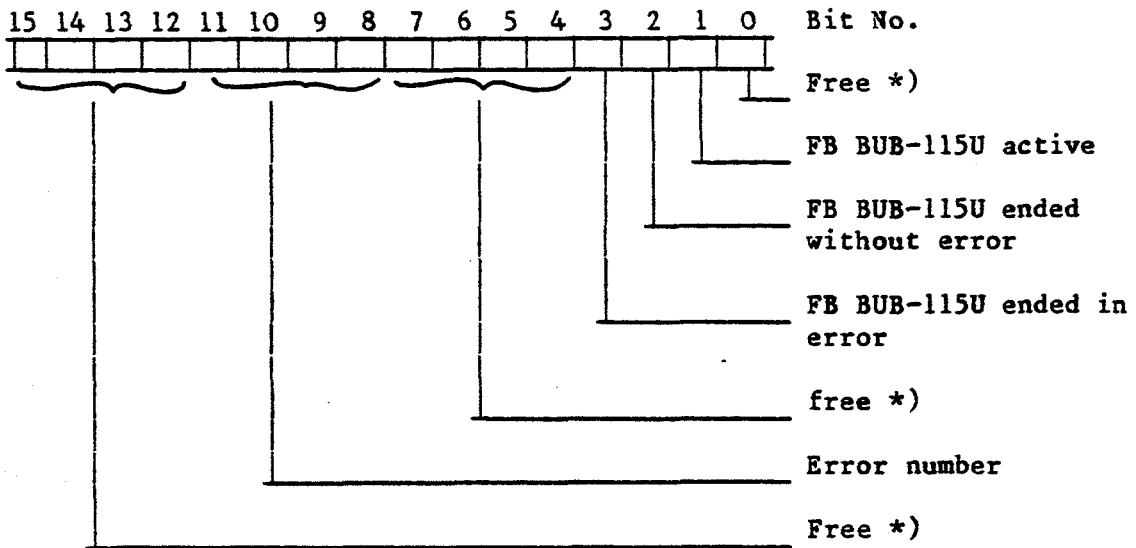 15 14 13 12 11 10 9 8 7 6 5 4 3 2 1 0 Bit No.
Free *)
FB BUB-115U active
FB BUB-115U ended
without error
FB BUB-115U ended in
error
free *)
Error number
Free *)